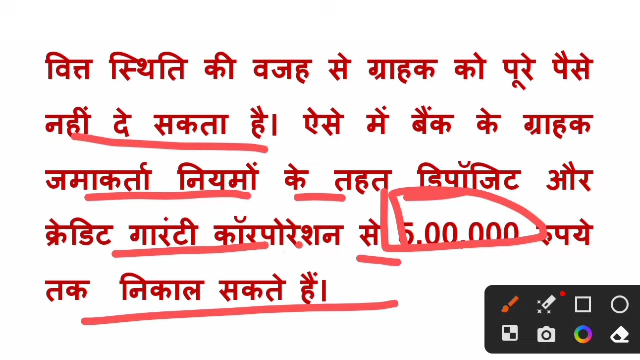 वित्त स्थिति की वजह से ग्राहक को पूरे पैसे
नहीं दे सकता है। ऐसे में बैंक के ग्राहक
जमाकर्ता नियमों के तहत डिपॉजिट और
क्रेडिट गारंटी कॉरपोरेशन से 5,00,000 रुपये
तक निकाल सकते हैं।